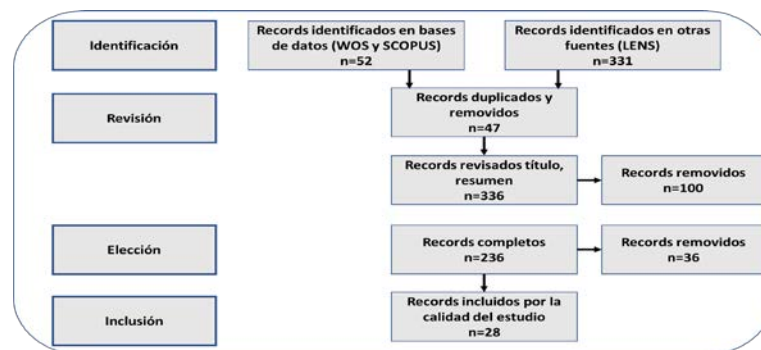 Identificación
Records identificados en bases
de datos (WOS y SCOPUS)
n=52
Records identificados en otras
fuentes (LENS)
n=331
Revisión
Records duplicados y
removidos
n=47
Records revisados título,
resumen
n=336
Records removidos
n=100
Elección
Records completos
n=236
Records removidos
n=36
Inclusión
Records incluidos por la
calidad del estudio
n=28